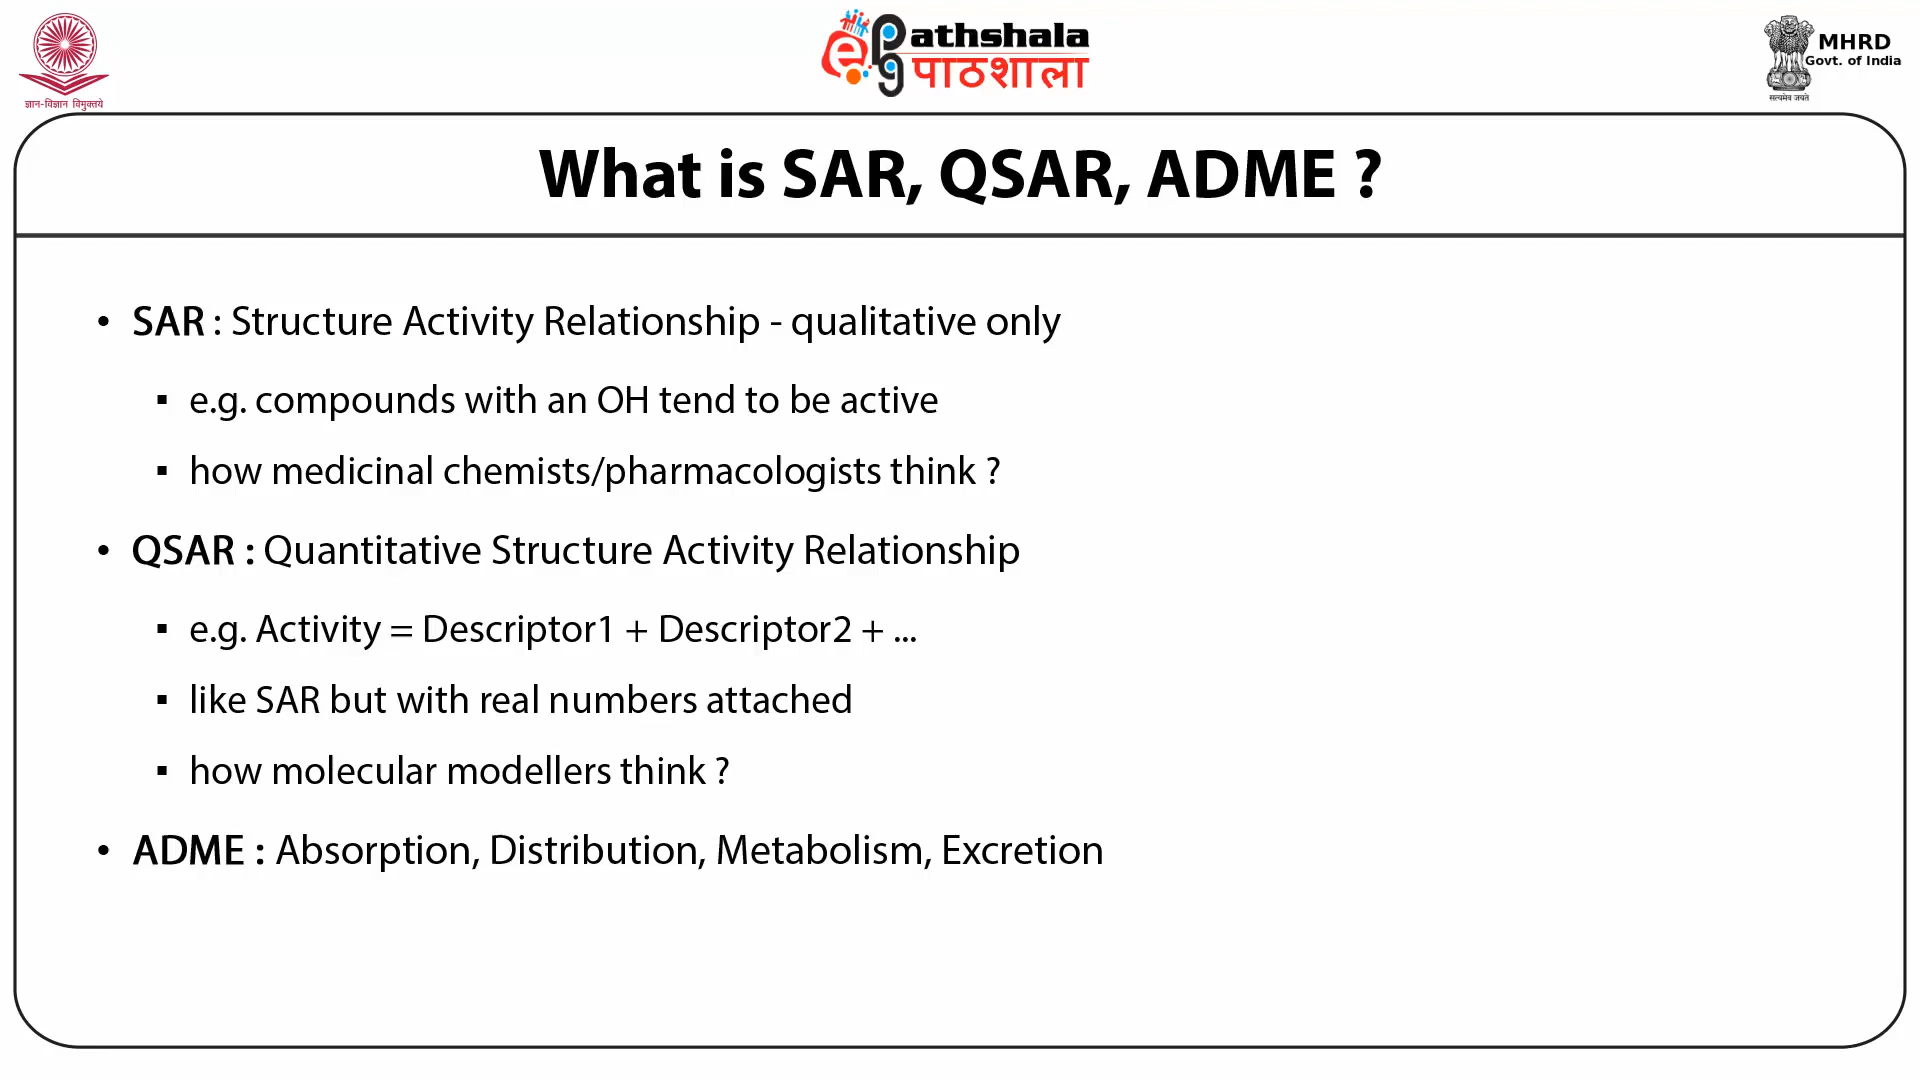 ज्ञान-विज्ञान विमुक्तये
ePathshala
पाठशाला
MHRD
Govt. of India
सत्यमेव जयते
What is SAR, QSAR, ADME ?
• SAR : Structure Activity Relationship - qualitative only
▪ e.g. compounds with an OH tend to be active
▪ how medicinal chemists/pharmacologists think ?
• QSAR : Quantitative Structure Activity Relationship
▪ e.g. Activity = Descriptor1 + Descriptor2 + ...
▪ like SAR but with real numbers attached
▪ how molecular modellers think ?
• ADME : Absorption, Distribution, Metabolism, Excretion